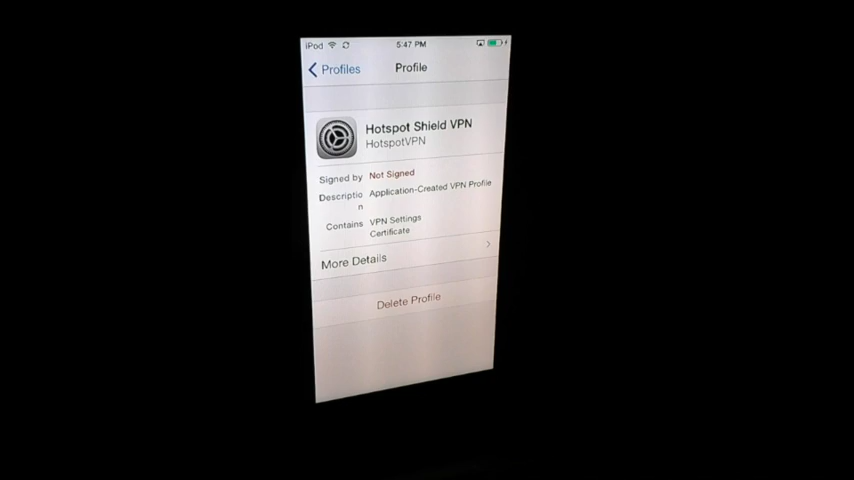 iPod 5:47 PM
Profiles Profile
Hotspot Shield VPN
HotspotVPN
Signed by Not Signed
Descriptio Application-Created VPN Profile
n
Contains VPN Settings
Certificate
More Details
Delete Profile